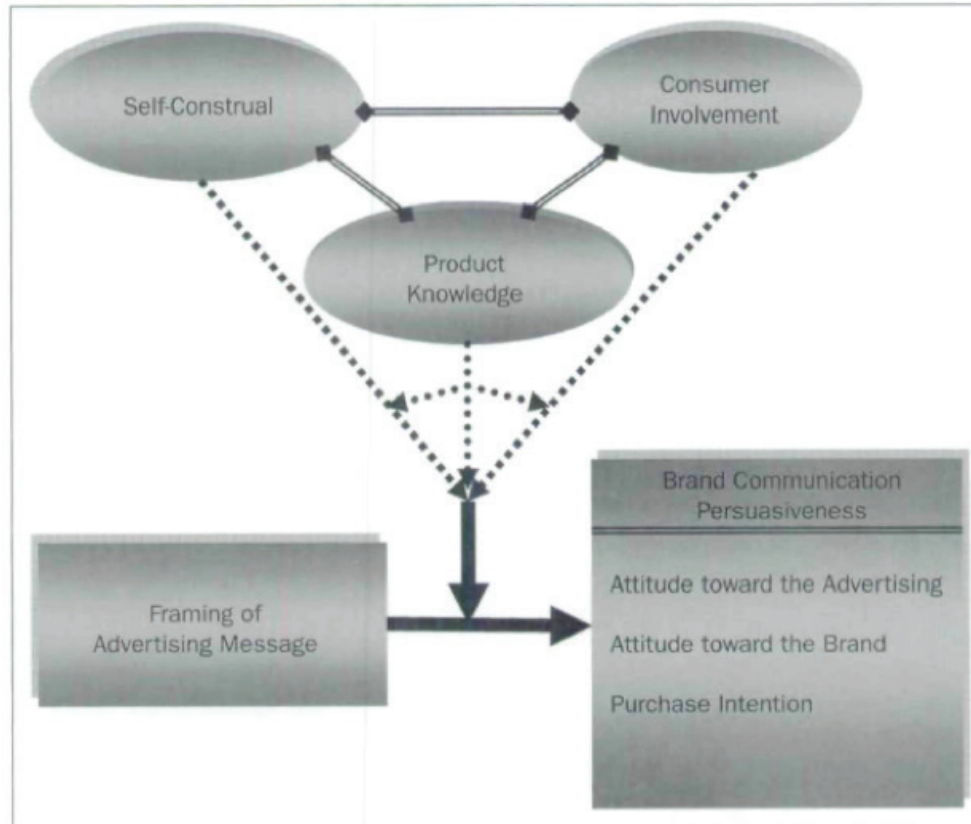 Self-Construal
Consumer
Involvement
Product
Knowledge
Framing of
Advertising Message
Brand Communication
Persuasiveness
Attitude toward the Advertising
Attitude toward the Brand
Purchase Intention